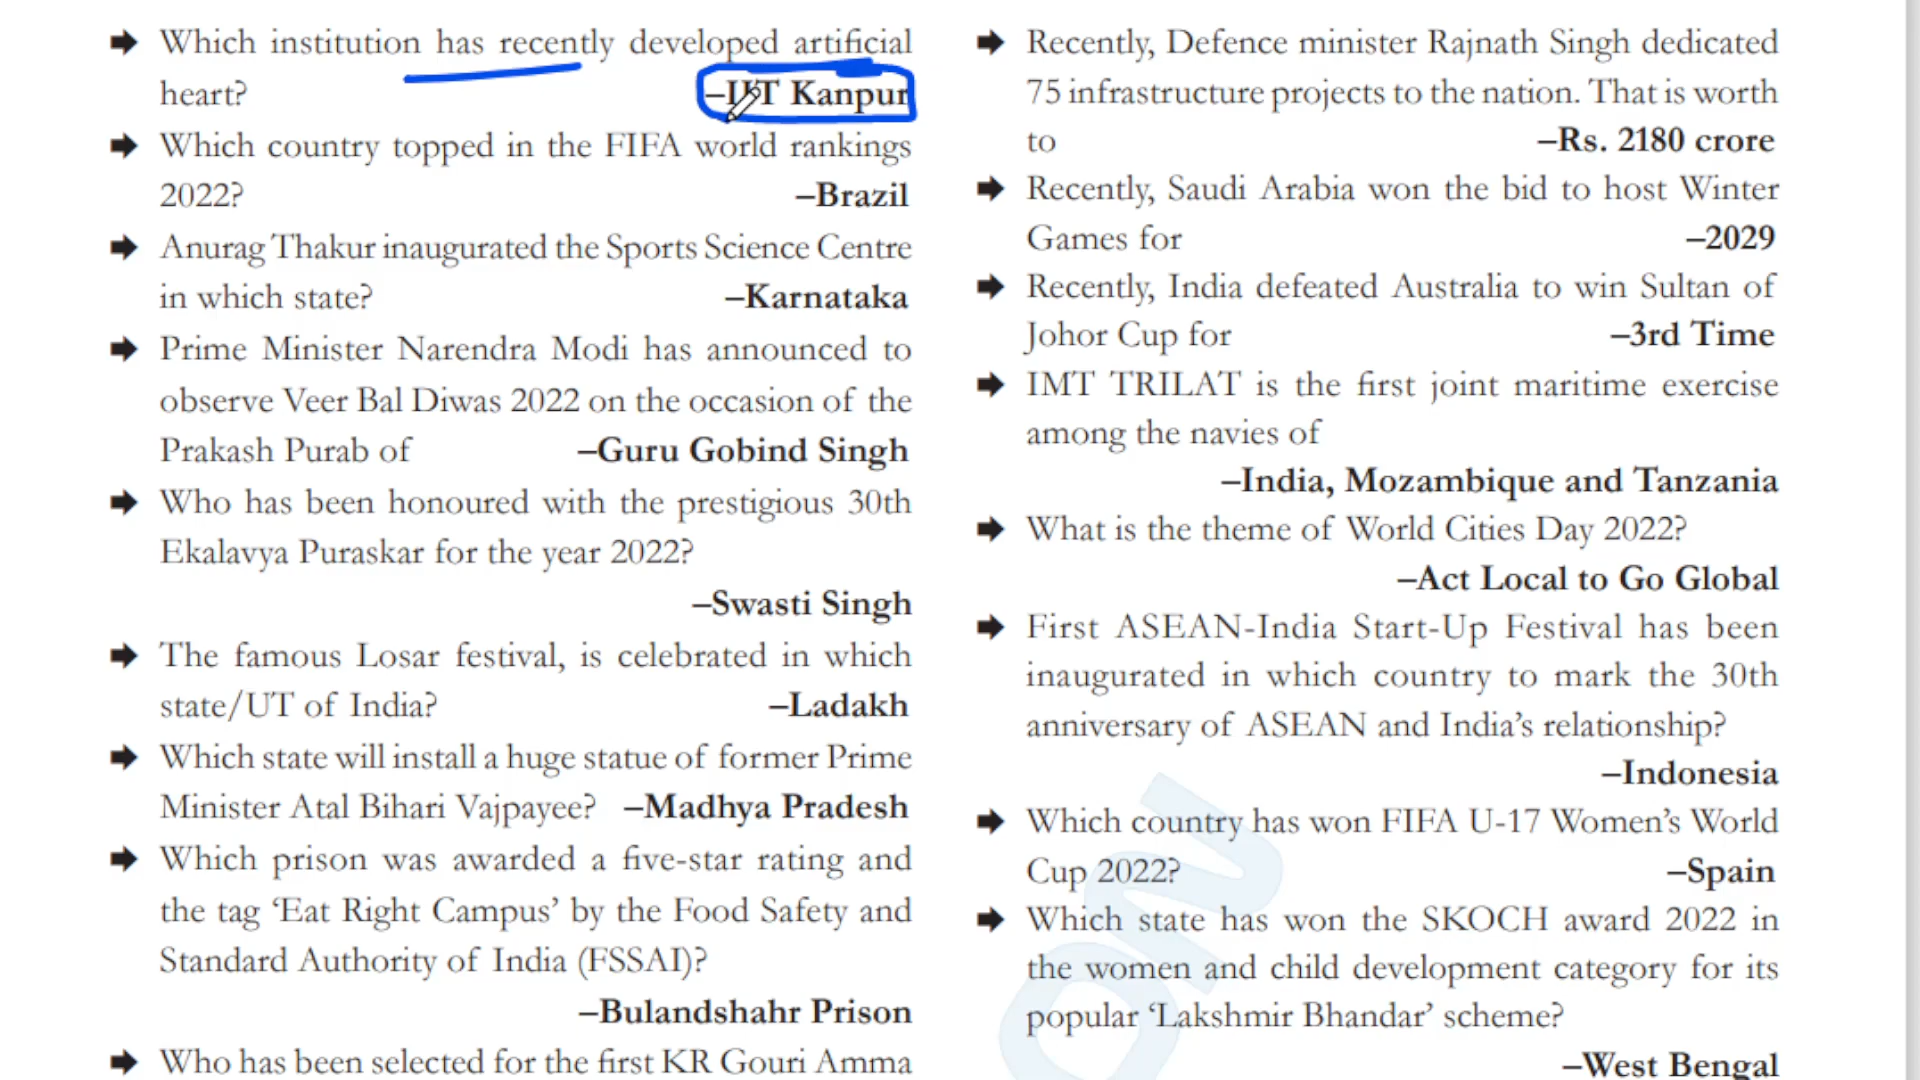 Which institution has recently developed artificial
heart? –IIT Kanpur
Which country topped in the FIFA world rankings
2022? –Brazil
Anurag Thakur inaugurated the Sports Science Centre
in which state? –Karnataka
Prime Minister Narendra Modi has announced to
observe Veer Bal Diwas 2022 on the occasion of the
Prakash Purab of –Guru Gobind Singh
Who has been honoured with the prestigious 30th
Ekalavya Puraskar for the year 2022?
–Swasti Singh
The famous Losar festival, is celebrated in which
state/UT of India? –Ladakh
Which state will install a huge statue of former Prime
Minister Atal Bihari Vajpayee? –Madhya Pradesh
Which prison was awarded a five-star rating and
the tag ‘Eat Right Campus’ by the Food Safety and
Standard Authority of India (FSSAI)?
–Bulandshahr Prison
Who has been selected for the first KR Gouri Amma
Recently, Defence minister Rajnath Singh dedicated
75 infrastructure projects to the nation. That is worth
to –Rs. 2180 crore
Recently, Saudi Arabia won the bid to host Winter
Games for –2029
Recently, India defeated Australia to win Sultan of
Johor Cup for –3rd Time
IMT TRILAT is the first joint maritime exercise
among the navies of
–India, Mozambique and Tanzania
What is the theme of World Cities Day 2022?
–Act Local to Go Global
First ASEAN-India Start-Up Festival has been
inaugurated in which country to mark the 30th
anniversary of ASEAN and India’s relationship?
–Indonesia
Which country has won FIFA U-17 Women’s World
Cup 2022? –Spain
Which state has won the SKOCH award 2022 in
the women and child development category for its
popular ‘Lakshmir Bhandar’ scheme?
–West Bengal